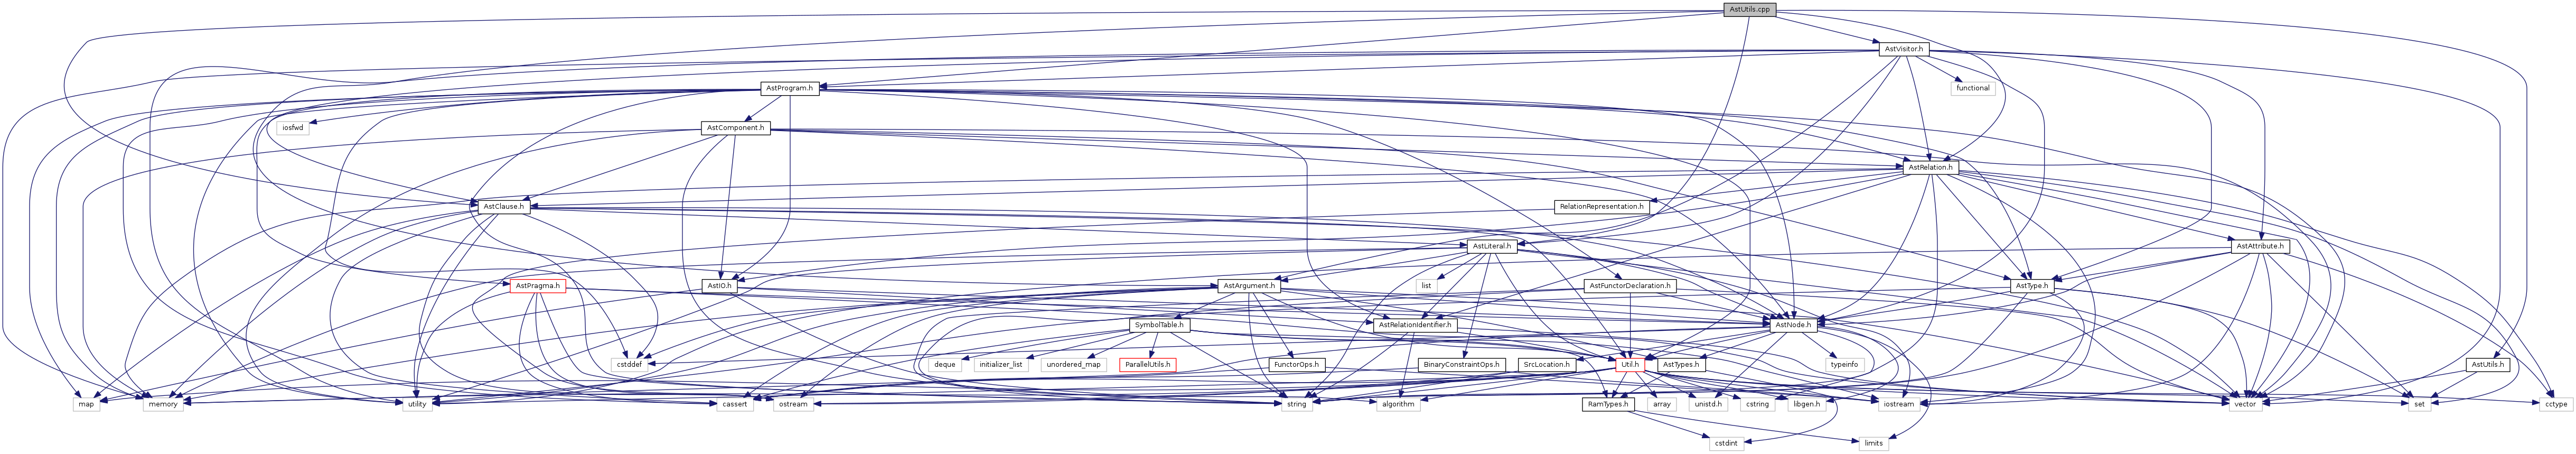 AstUtils.cpp
AstVisitor.h
AstProgram.h
functional
iosfwd
AstComponent.h
AstRelation.h
AstClause.h
RelationRepresentation.h
AstLiteral.h
AstAttribute.h
AstPragma.h
AstIO.h
list
AstArgument.h
AstFunctorDeclaration.h
AstType.h
SymbolTable.h
AstRelationIdentifier.h
AstNode.h
cstddef
deque
initializer_list
unordered_map
ParallelUtils.h
FunctorOps.h
BinaryConstraintOps.h
SrcLocation.h
Util.h
AstTypes.h
typeinfo
AstUtils.h
map
memory
utility
cassert
ostream
string
algorithm
RamTypes.h
array
unistd.h
cstring
libgen.h
iostream
vector
set
cctype
cstdint
limits